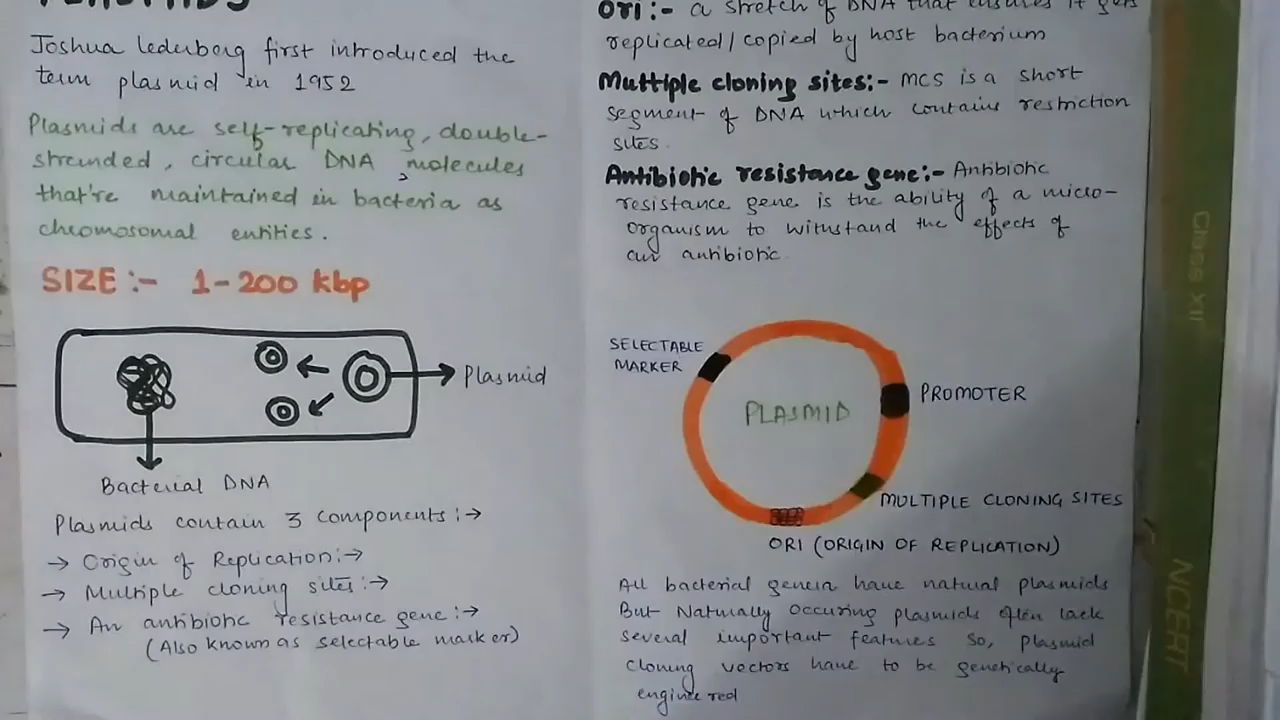 PLASMIDS
Joshua Lederberg first introduced the
term plasmid in 1952
Plasmids are self-replicating, double-
stranded, circular DNA molecules
that're maintained in bacteria as
chromosomal entities.
SIZE :- 1-200 kbp
Plasmid
Bacterial DNA
Plasmids contain 3 components :→
→ Origin of Replication:→
→ Multiple cloning sites :→
→ An antibiotic resistance gene :→
(Also known as selectable marker)
Ori :- a stretch of DNA that ensures it gets
replicated/copied by host bacterium
Multiple cloning sites:- MCS is a short
segment of DNA which contains restriction
sites.
Antibiotic resistance gene:- Antibiotic
resistance gene is the ability of a micro-
organism to withstand the effects of
an antibiotic.
SELECTABLE
MARKER
PLASMID
PROMOTER
MULTIPLE CLONING SITES
ORI (ORIGIN OF REPLICATION)
All bacterial genera have natural plasmids
But Naturally occuring plasmids often lack
several important features so, plasmid
cloning vectors have to be genetically
engineered
Class XII
NCERT